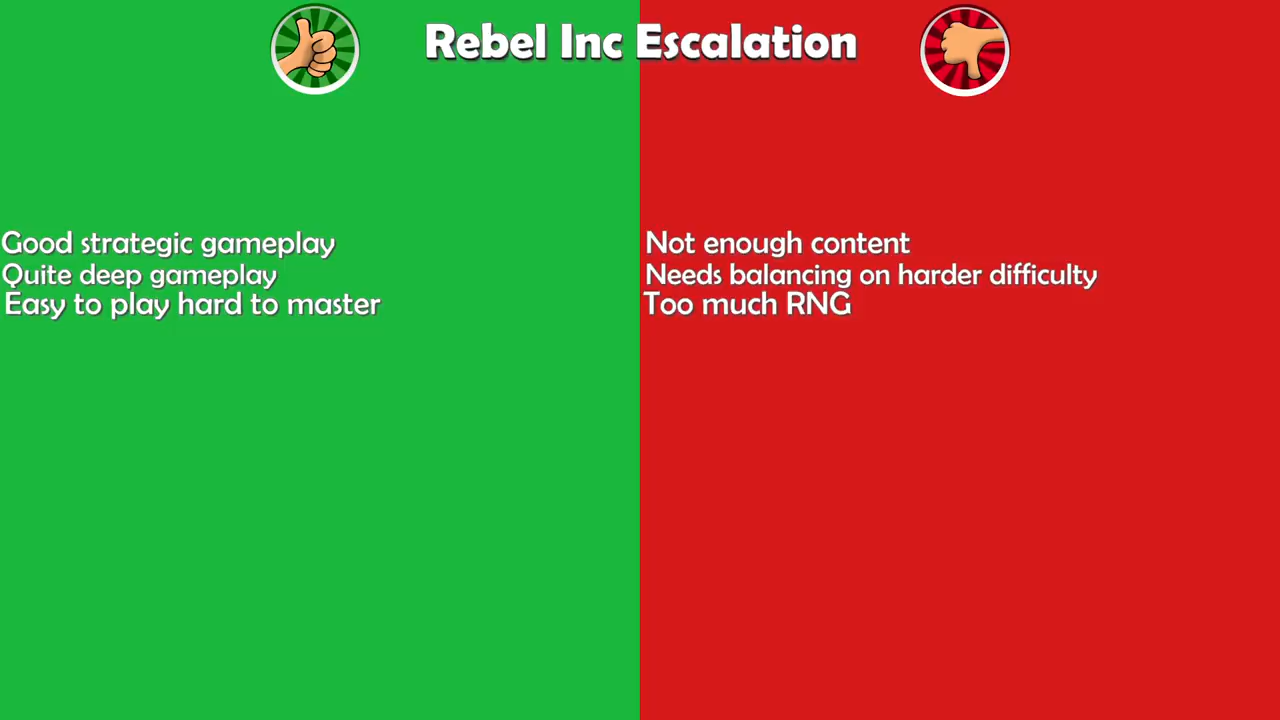 Rebel Inc Escalation
Good strategic gameplay
Quite deep gameplay
Easy to play hard to master
Not enough content
Needs balancing on harder difficulty
Too much RNG